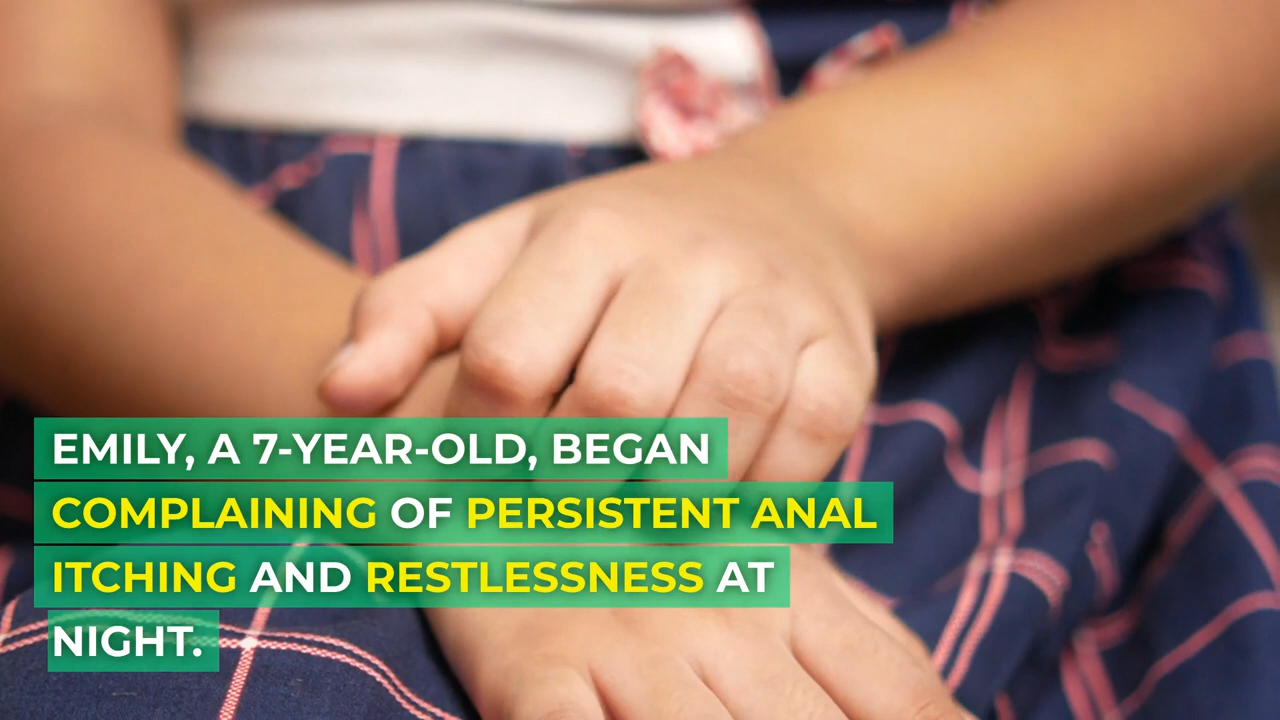 EMILY, A 7-YEAR-OLD, BEGAN
COMPLAINING OF PERSISTENT ANAL
ITCHING AND RESTLESSNESS AT
NIGHT.